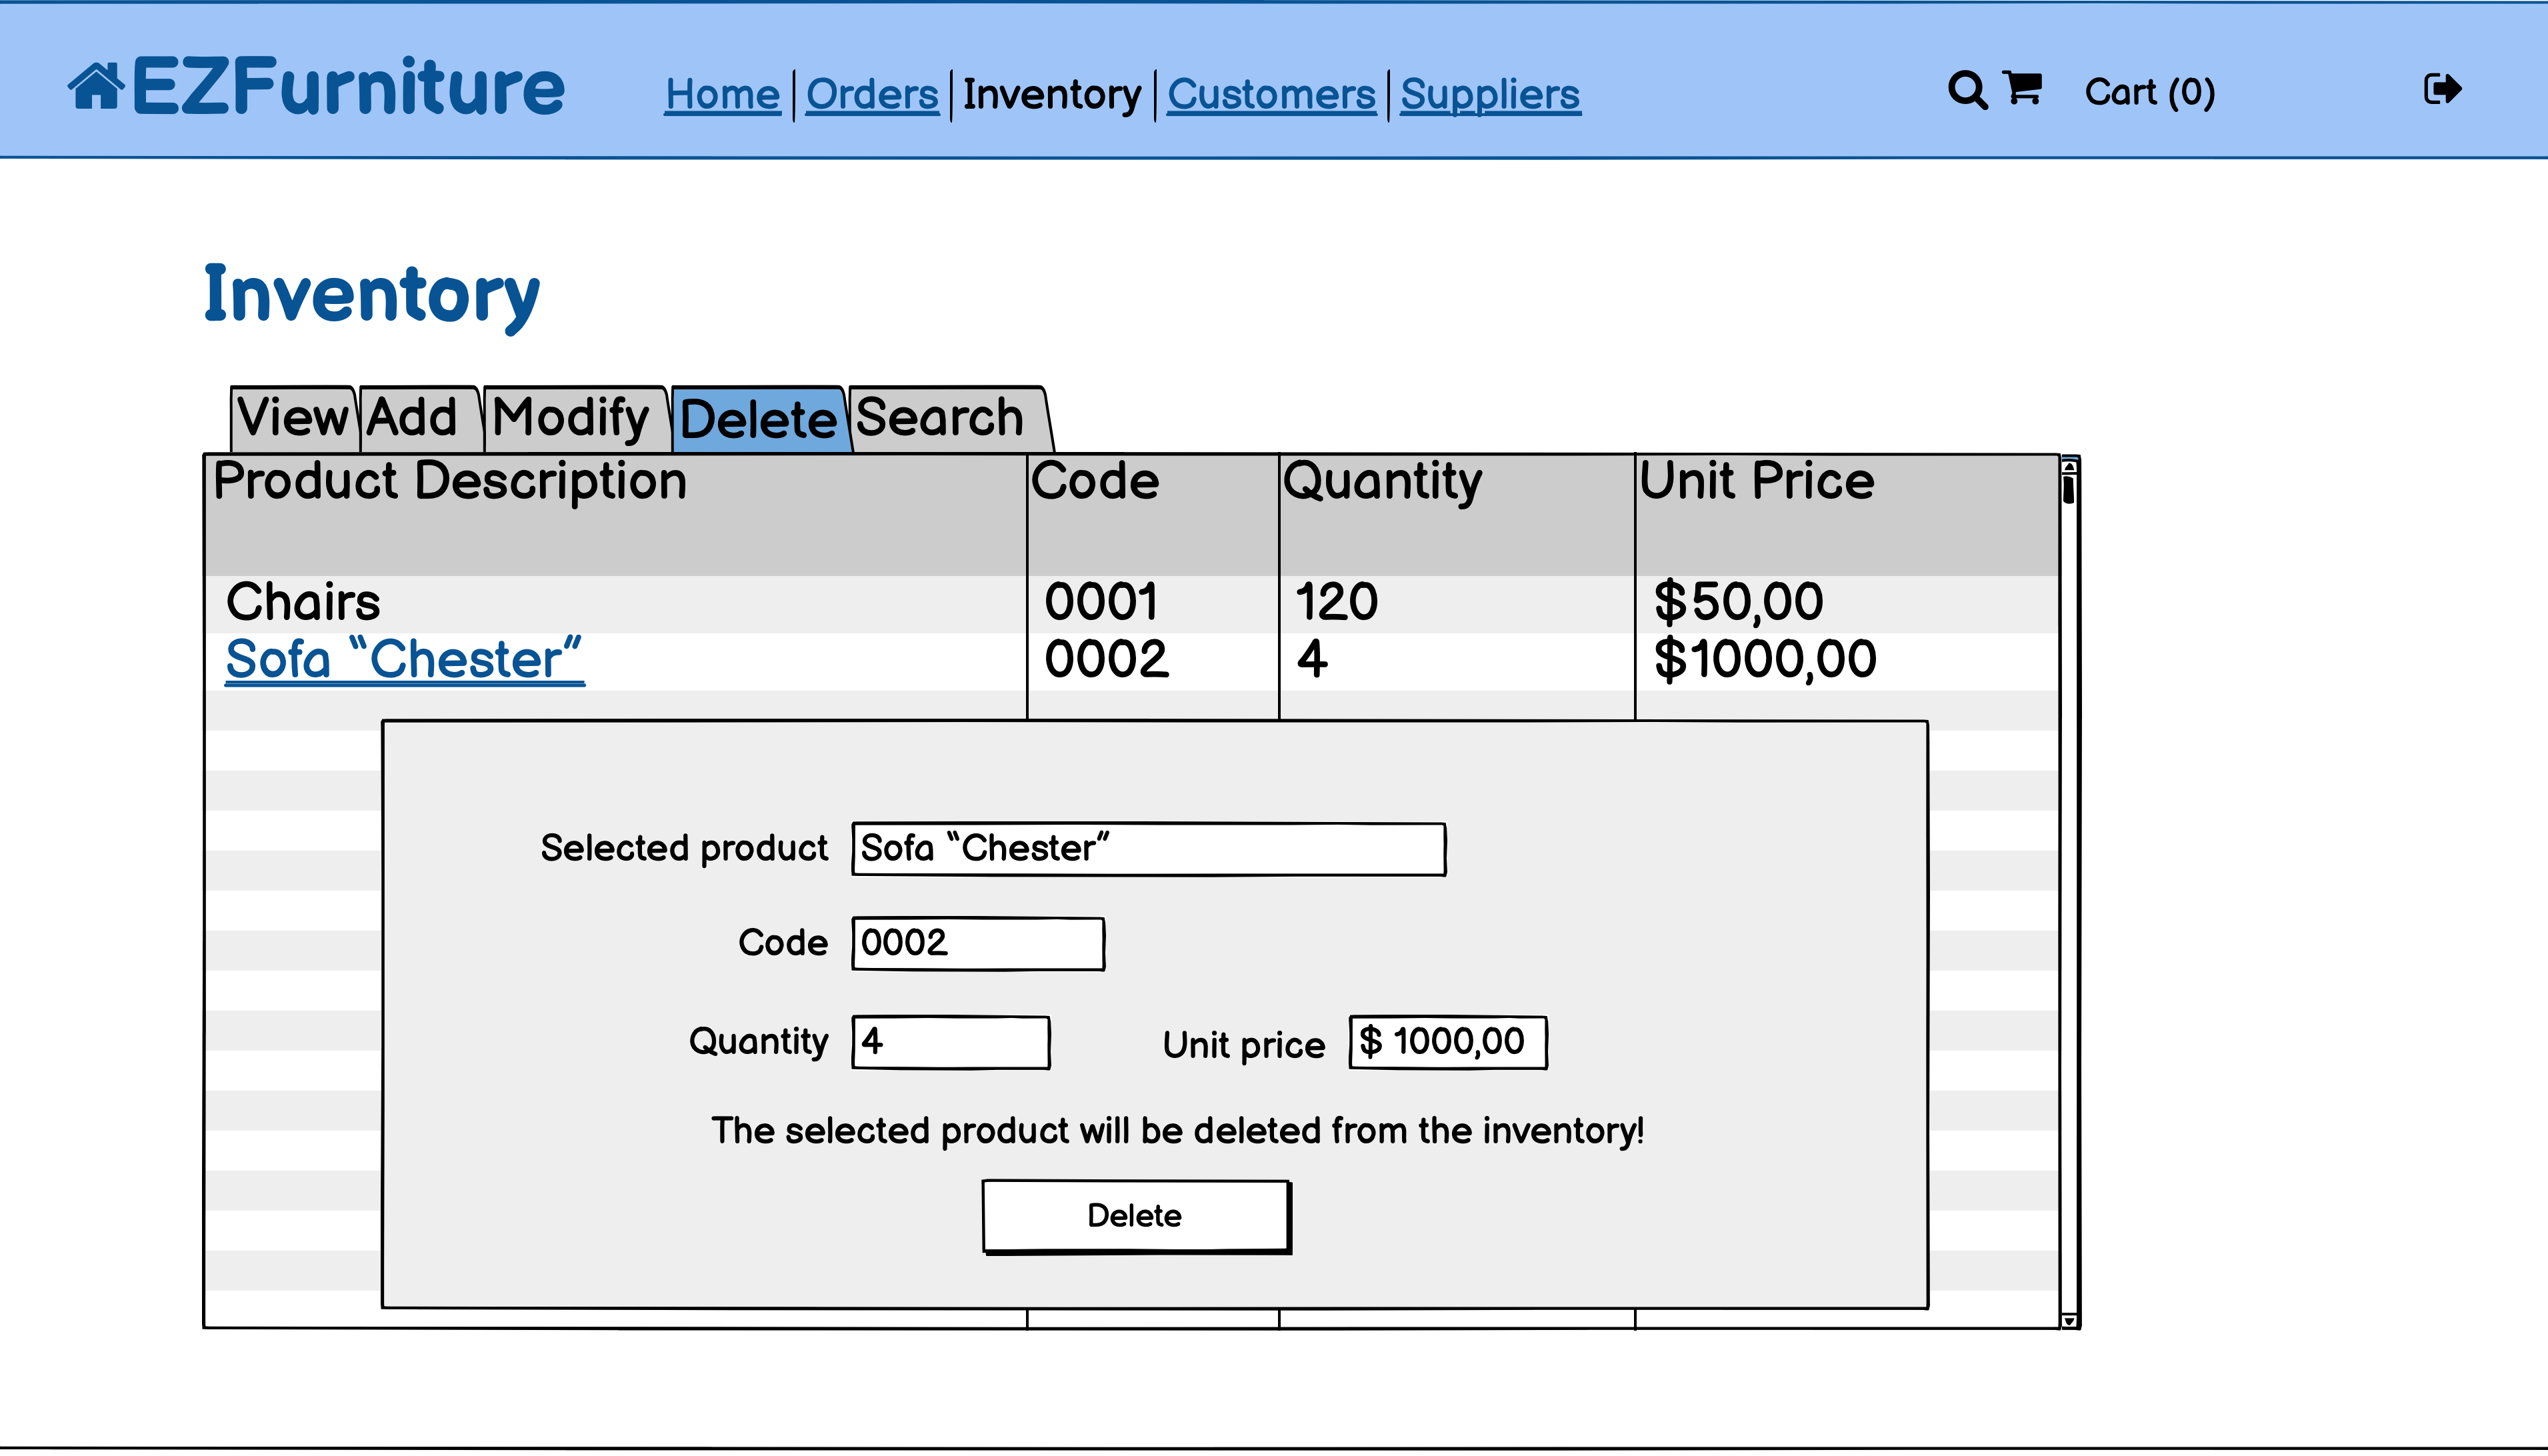 EZFurniture Home Orders Inventory Customers Suppliers Cart (0)
Inventory
View Add Modify Delete Search
Product Description Code Quantity Unit Price
Chairs 0001 120 $50,00
Sofa “Chester” 0002 4 $1000,00
Selected product Sofa “Chester”
Code 0002
Quantity 4 Unit price $ 1000,00
The selected product will be deleted from the inventory!
Delete